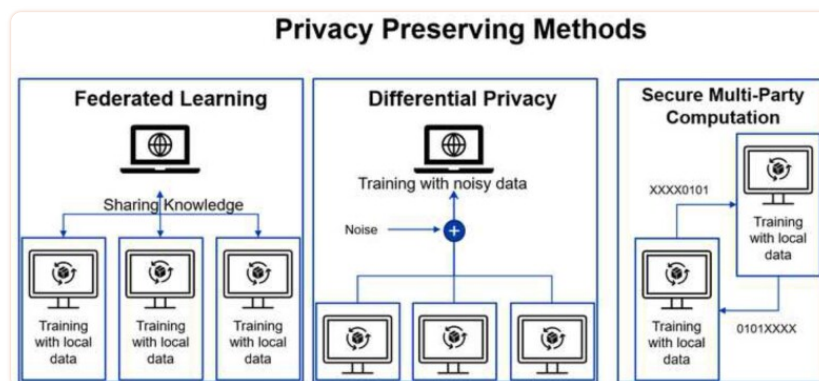 Privacy Preserving Methods
Federated Learning
Sharing Knowledge
Training
with local
data
Training
with local
data
Training
with local
data
Differential Privacy
Training with noisy data
Noise
+
Secure Multi-Party
Computation
XXXX0101
Training
with local
data
Training
with local
data
0101XXXX